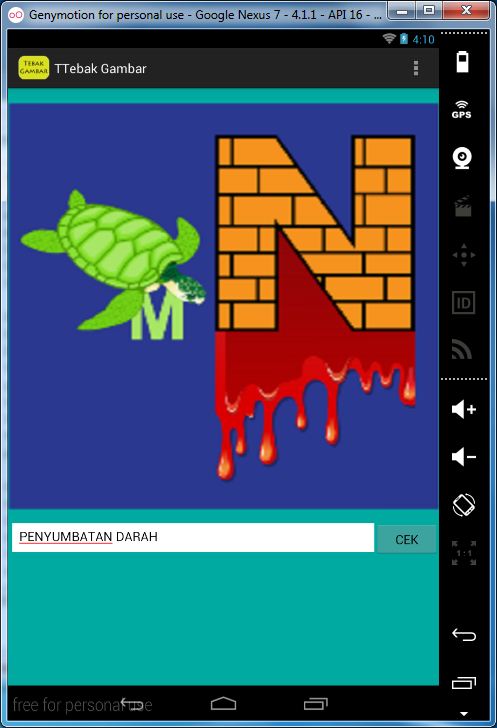 Genymotion for personal use - Google Nexus 7 - 4.1.1 - API 16 - ...
4:10
TEBAK
GAMBAR
TTebak Gambar
GPS
M
N
ID
1:1
PENYUMBATAN DARAH
CEK
free for personal use